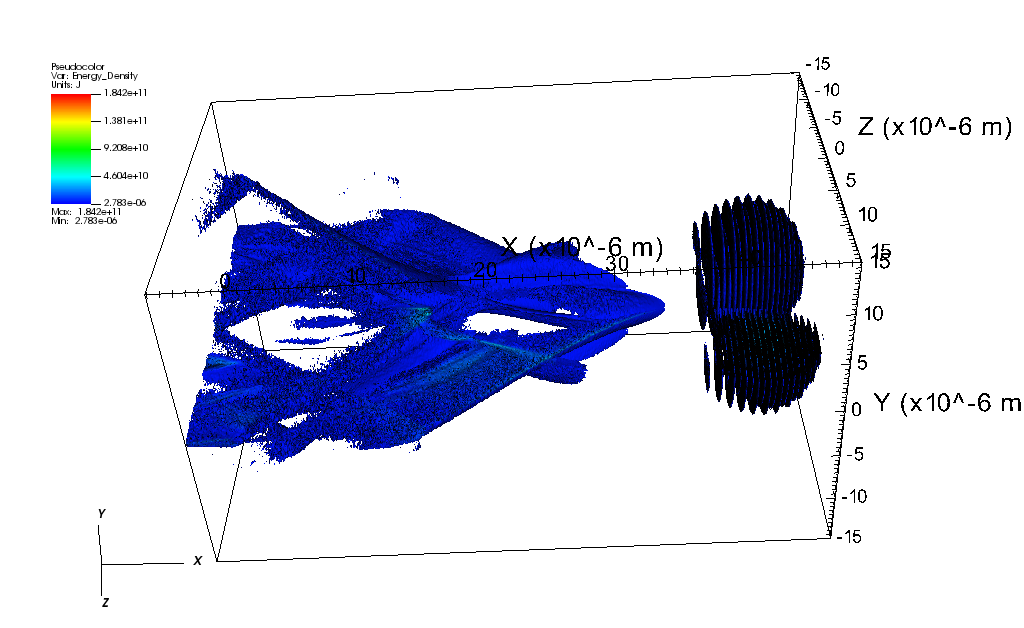 Pseudocolor
Var: Energy_Density
Units: J
1.842e+11
1.381e+11
9.208e+10
4.604e+10
2.783e-06
Max: 1.842e+11
Min: 2.783e-06
-15
-10
-5
Z (x10^-6 m)
0
5
10
15
X (x10^-6 m)
0
10
20
30
15
10
5
0
Y (x10^-6 m
-5
-10
-15
Y
X
Z